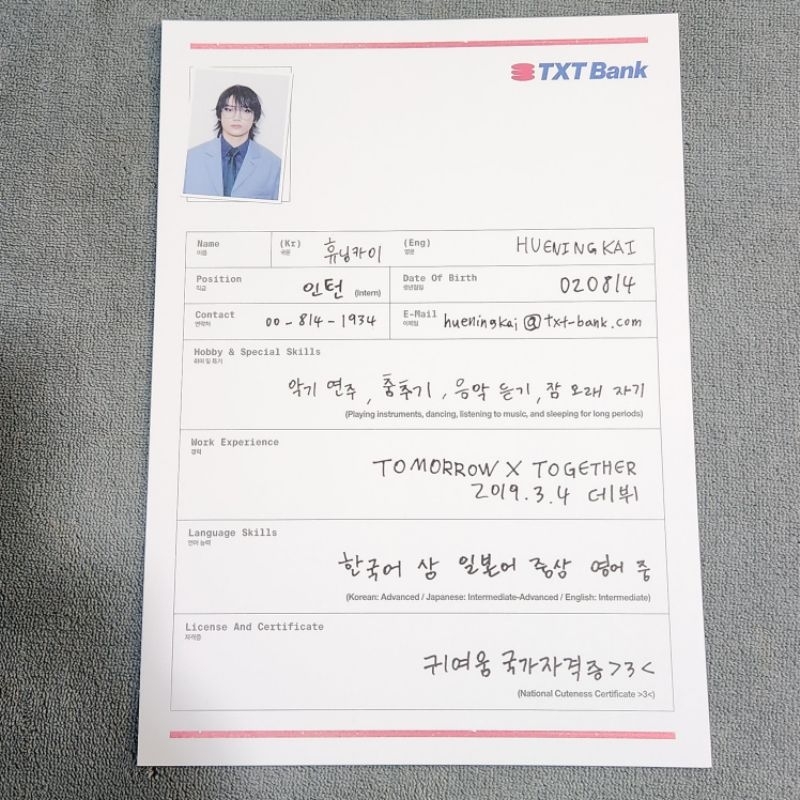 TXT Bank
Name
이름
(Kr)
국문
휴닝카이
(Eng)
영문
HUENINGKAI
Position
직급
인턴 (Intern)
Date Of Birth
생년월일
020814
Contact
연락처
00-814-1934
E-Mail
이메일
hueningkai@txt-bank.com
Hobby & Special Skills
취미 및 특기
악기 연주, 춤추기, 음악 듣기, 잠 오래 자기
(Playing instruments, dancing, listening to music, and sleeping for long periods)
Work Experience
경력
TOMORROW X TOGETHER
2019.3.4 데뷔
Language Skills
언어 능력
한국어 상 일본어 중상 영어 중
(Korean: Advanced / Japanese: Intermediate-Advanced / English: Intermediate)
License And Certificate
자격증
귀여움 국가자격증 >3<
(National Cuteness Certificate >3<)